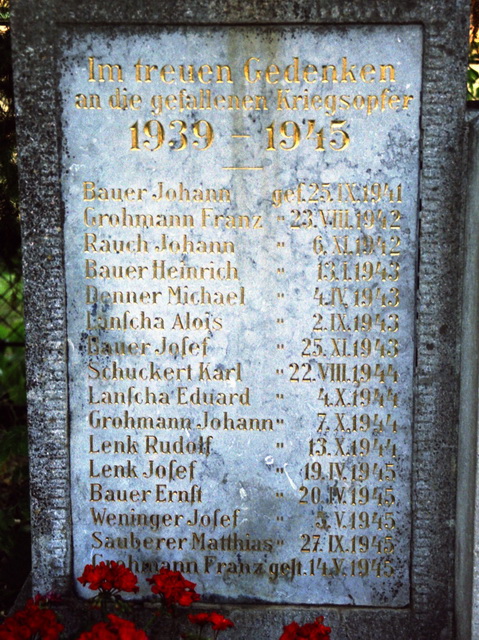 Im treuen Gedenken
an die gefallenen Kriegsopfer
1939 – 1945
Bauer Johann gef. 25.IX.1941
Grohmann Franz " 23.VIII.1942
Rauch Johann " 6.XI.1942
Bauer Heinrich " 13.I.1943
Denner Michael " 4.IV.1943
Lanſcha Alois " 2.IX.1943
Bauer Joſef " 25.XI.1943
Schuckert Karl " 22.VIII.1944
Lanſcha Eduard " 4.X.1944
Grohmann Johann " 7.X.1944
Lenk Rudolf " 13.X.1944
Lenk Joſef " 19.IV.1945
Bauer Ernſt " 20.IV.1945
Weninger Joſef " 3.V.1945
Säuberer Matthias " 27.IX.1945
Grohmann Franz geſt. 14.X.1945